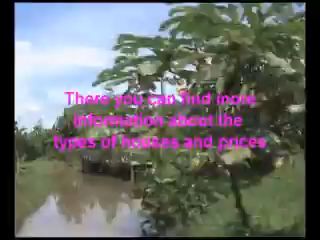 There you can find more
information about the
types of houses and prices